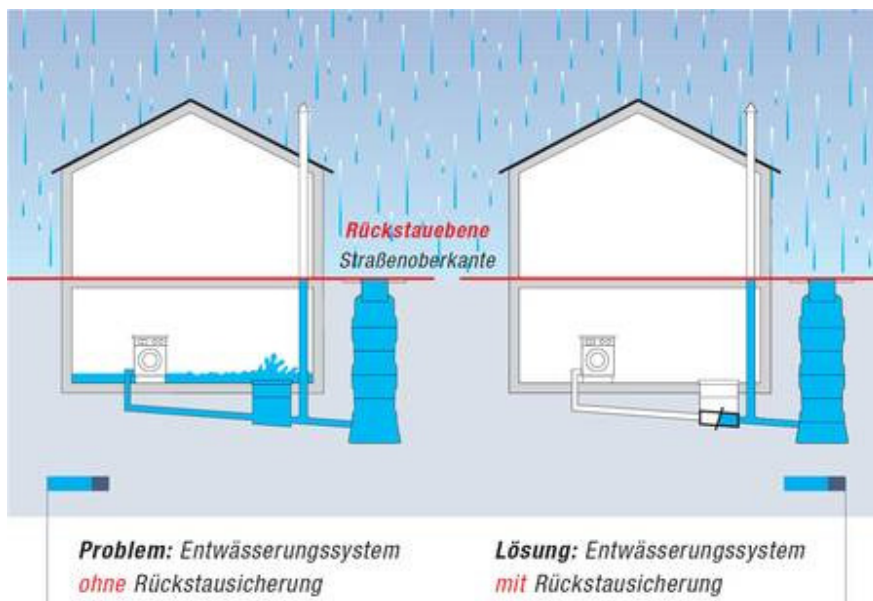 Rückstauebene
Straßenoberkante
Problem: Entwässerungssystem
ohne Rückstausicherung
Lösung: Entwässerungssystem
mit Rückstausicherung